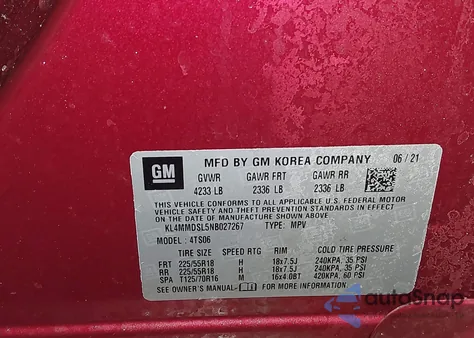 GM
MFD BY GM KOREA COMPANY 06/21
GVWR GAWR FRT GAWR RR
4233 LB 2336 LB 2336 LB
THIS VEHICLE CONFORMS TO ALL APPLICABLE U.S. FEDERAL MOTOR
VEHICLE SAFETY, BUMPER, AND THEFT PREVENTION STANDARDS IN EFFECT
ON THE DATE OF MANUFACTURE SHOWN ABOVE.
KL4MMDSL5NB027267 TYPE: MPV
MODEL: 4TS06
TIRE SIZE SPEED RTG RIM COLD TIRE PRESSURE
FRT 225/55R18 H 18x7.5J 240KPA, 35 PSI
RR 225/55R18 H 18x7.5J 240KPA, 35 PSI
SPA T125/70R16 M 16x4.0BT 420KPA, 60 PSI
SEE OWNER'S MANUAL FOR MORE INFORMATION.
autoSnap